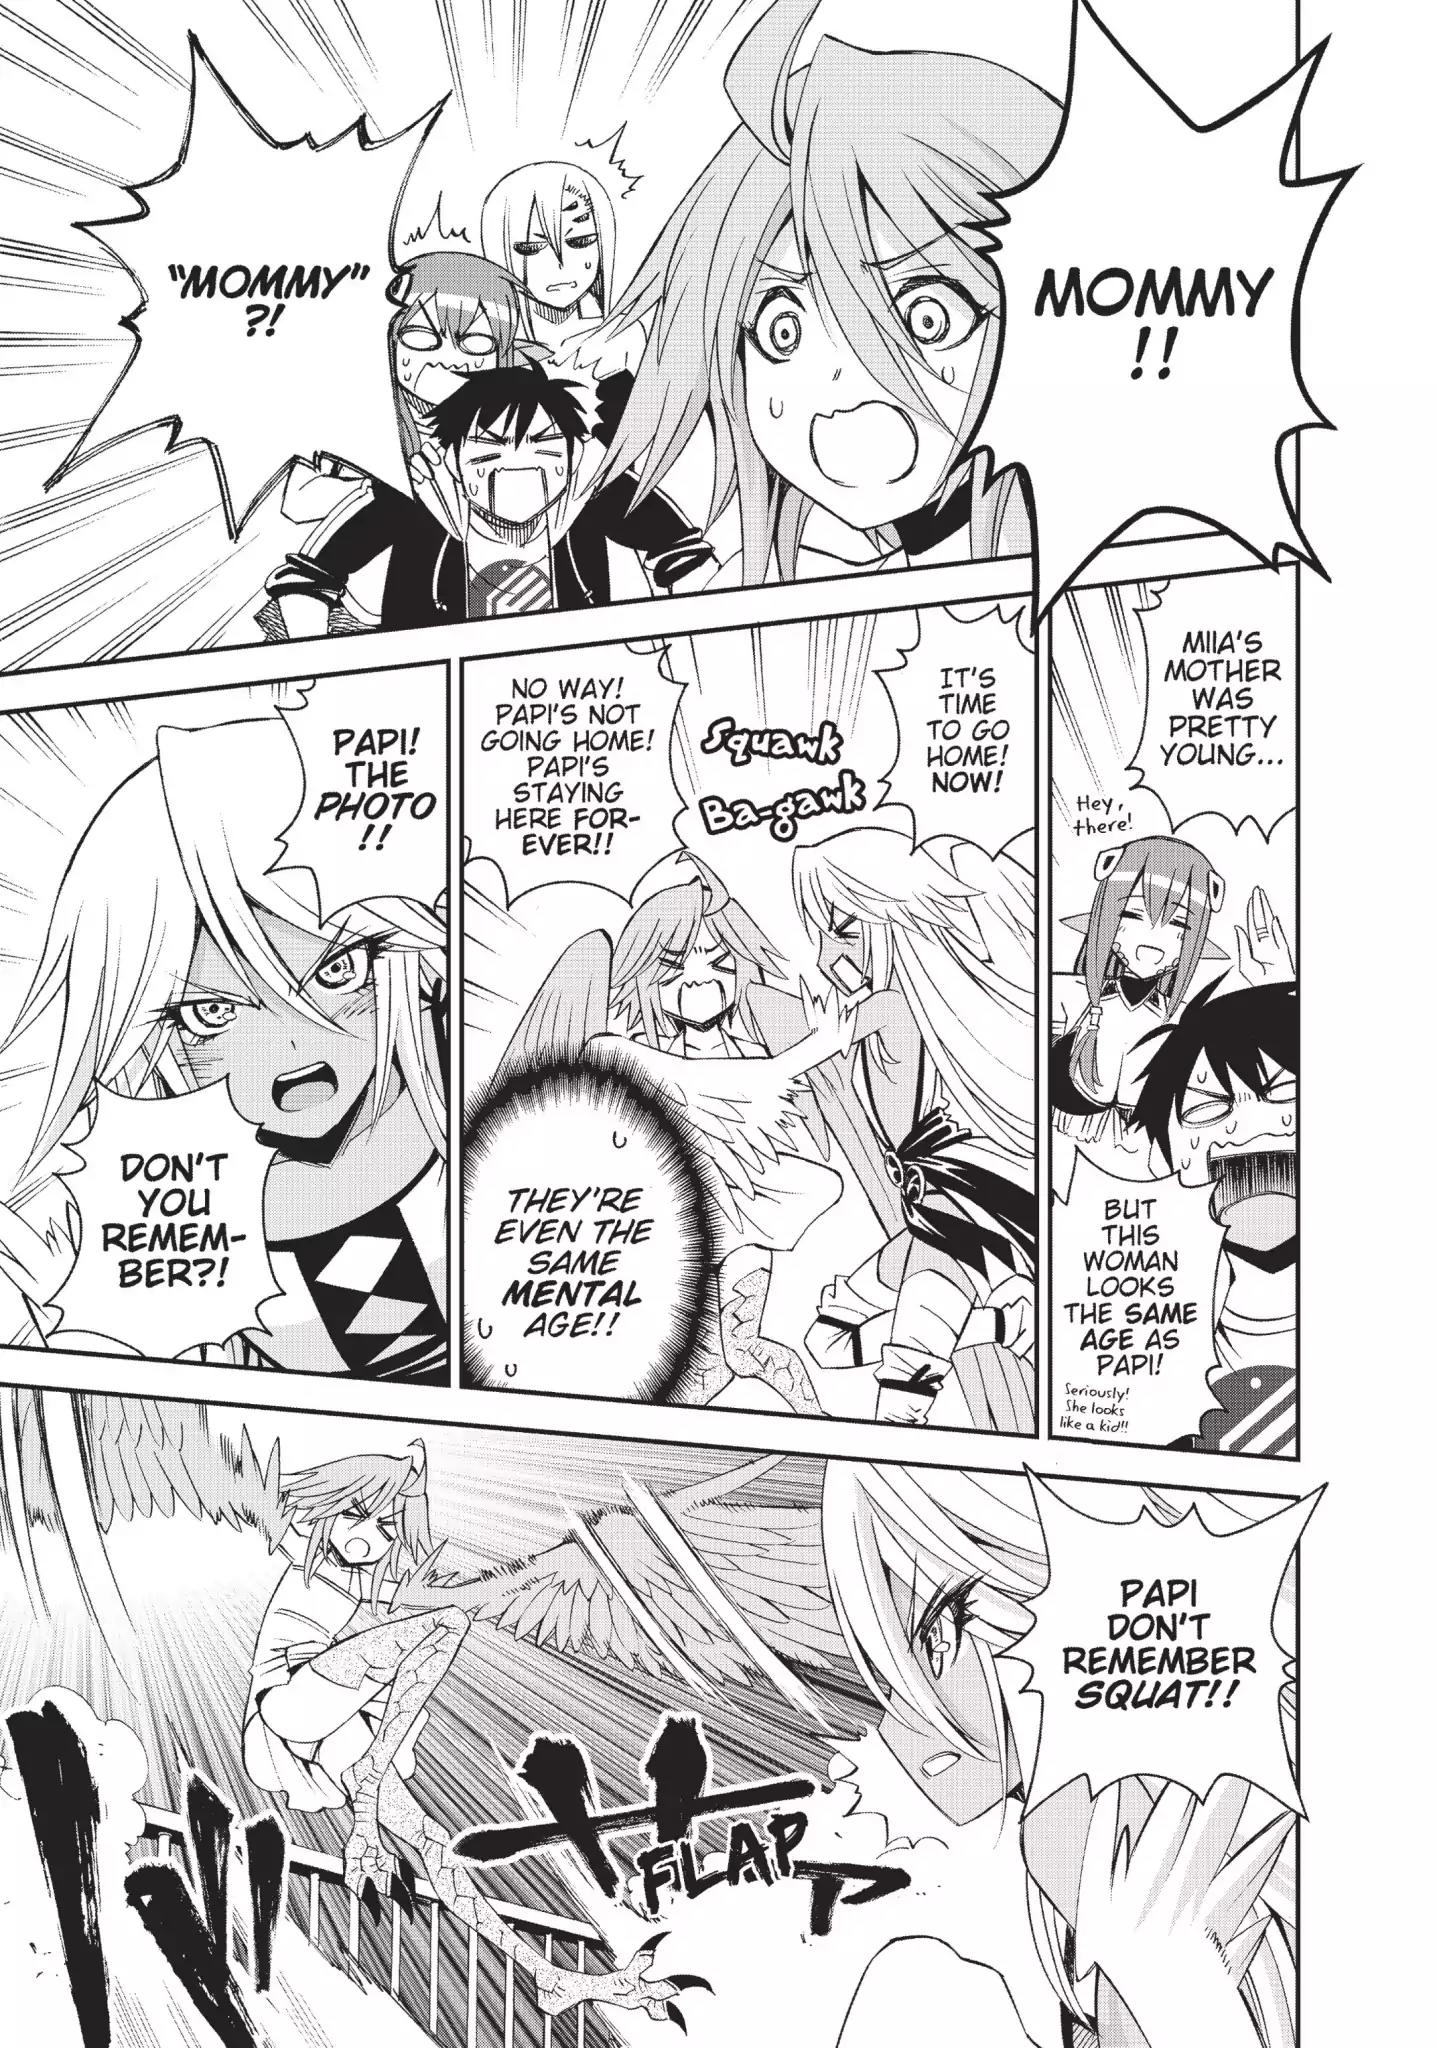 MOMMY
!!
"MOMMY"
?!
MIIA'S
MOTHER
WAS
PRETTY
YOUNG...
Hey,
there!
BUT
THIS
WOMAN
LOOKS
THE SAME
AGE AS
PAPI!
Seriously!
She looks
like a kid!!
IT'S
TIME
TO GO
HOME!
NOW!
Squawk
Ba-gawk
NO WAY!
PAPI'S NOT
GOING HOME!
PAPI'S
STAYING
HERE FOR-
EVER!!
THEY'RE
EVEN THE
SAME
MENTAL
AGE!!
PAPI!
THE
PHOTO
!!
DON'T
YOU
REMEM-
BER?!
PAPI
DON'T
REMEMBER
SQUAT!!
FLAP